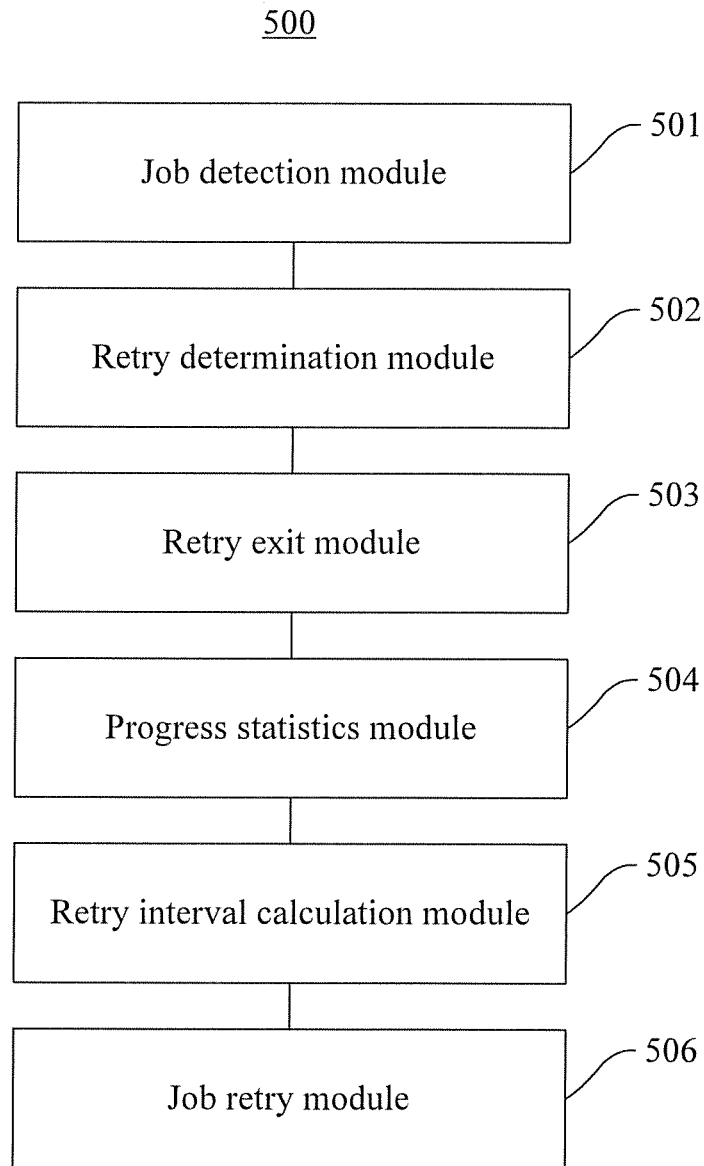 500
501
Job detection module
502
Retry determination module
503
Retry exit module
504
Progress statistics module
505
Retry interval calculation module
506
Job retry module